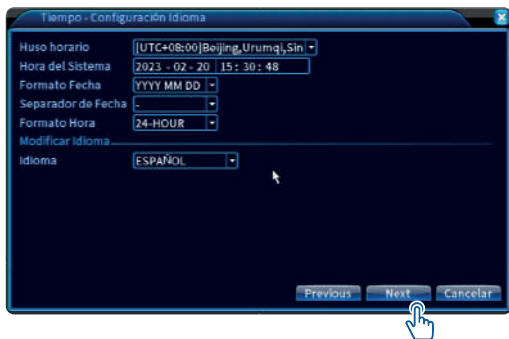 Tiempo - Configuración Idioma
Huso horario [UTC+08:00]Beijing,Urumqi,Sin
Hora del Sistema 2023 - 02 - 20 15 : 30 : 48
Formato Fecha YYYY MM DD
Separador de Fecha -
Formato Hora 24-HOUR
Modificar Idioma
Idioma ESPAÑOL
Previous Next Cancelar